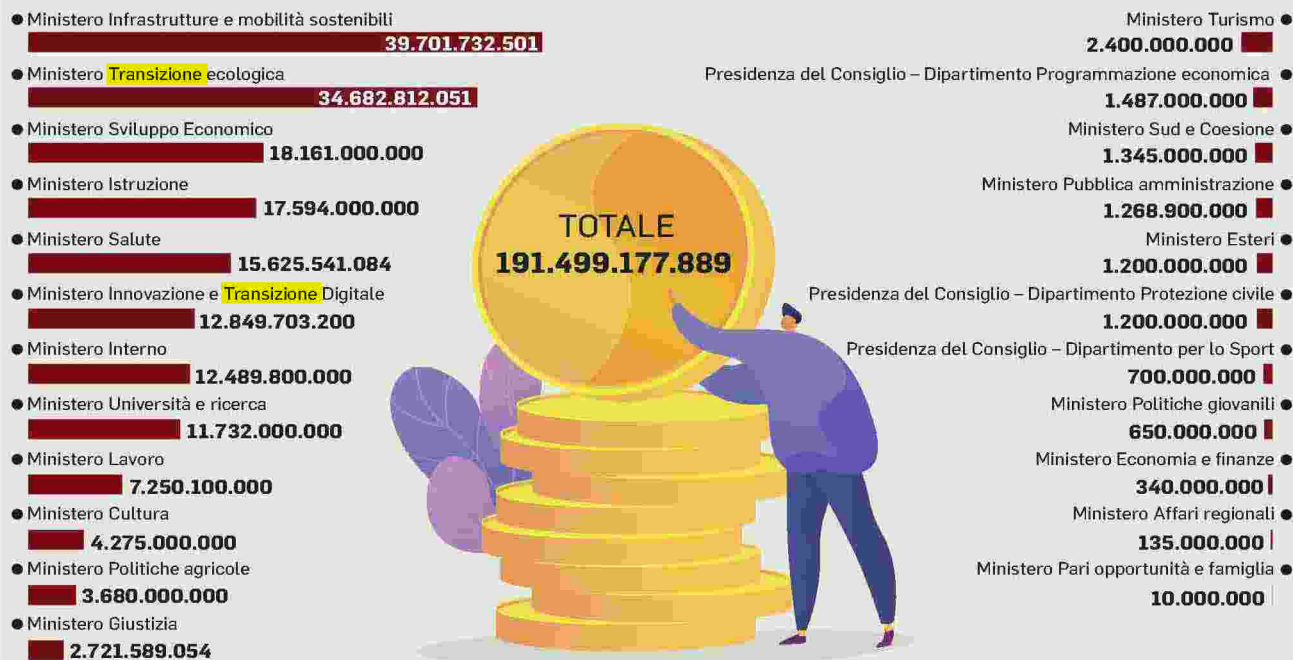 Ministero Infrastrutture e mobilità sostenibili
39.701.732.501
Ministero Transizione ecologica
34.682.812.051
Ministero Sviluppo Economico
18.161.000.000
Ministero Istruzione
17.594.000.000
Ministero Salute
15.625.541.084
Ministero Innovazione e Transizione Digitale
12.849.703.200
Ministero Interno
12.489.800.000
Ministero Università e ricerca
11.732.000.000
Ministero Lavoro
7.250.100.000
Ministero Cultura
4.275.000.000
Ministero Politiche agricole
3.680.000.000
Ministero Giustizia
2.721.589.054
TOTALE
191.499.177.889
Ministero Turismo
2.400.000.000
Presidenza del Consiglio – Dipartimento Programmazione economica
1.487.000.000
Ministero Sud e Coesione
1.345.000.000
Ministero Pubblica amministrazione
1.268.900.000
Ministero Esteri
1.200.000.000
Presidenza del Consiglio – Dipartimento Protezione civile
1.200.000.000
Presidenza del Consiglio – Dipartimento per lo Sport
700.000.000
Ministero Politiche giovanili
650.000.000
Ministero Economia e finanze
340.000.000
Ministero Affari regionali
135.000.000
Ministero Pari opportunità e famiglia
10.000.000